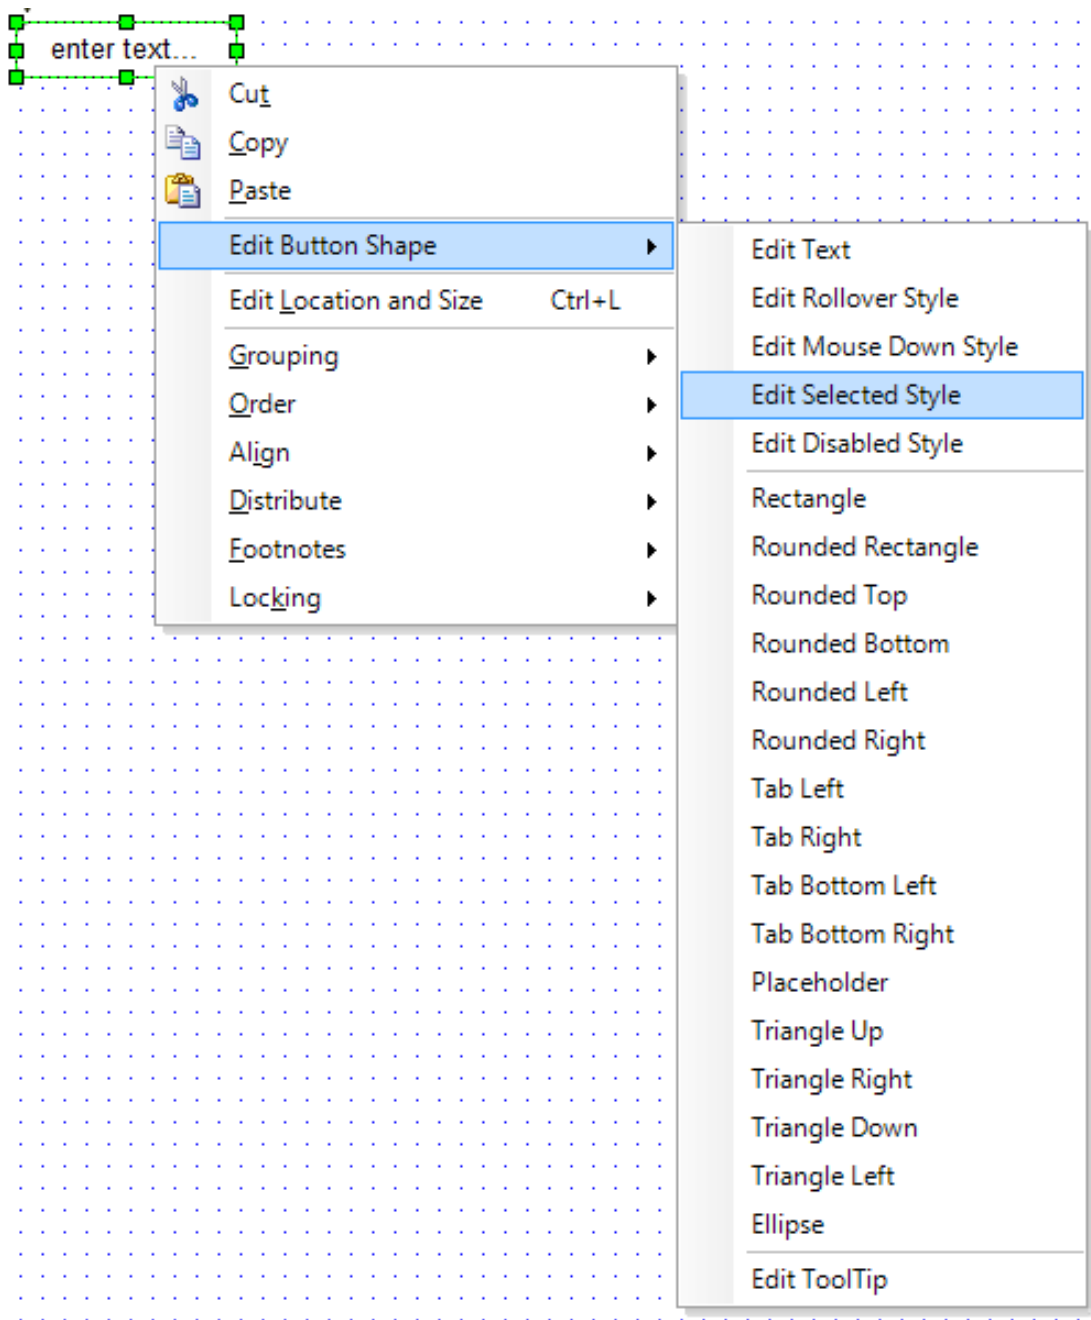 enter text...
Cut
Copy
Paste
Edit Button Shape
Edit Location and Size Ctrl+L
Grouping
Order
Align
Distribute
Footnotes
Locking
Edit Text
Edit Rollover Style
Edit Mouse Down Style
Edit Selected Style
Edit Disabled Style
Rectangle
Rounded Rectangle
Rounded Top
Rounded Bottom
Rounded Left
Rounded Right
Tab Left
Tab Right
Tab Bottom Left
Tab Bottom Right
Placeholder
Triangle Up
Triangle Right
Triangle Down
Triangle Left
Ellipse
Edit ToolTip